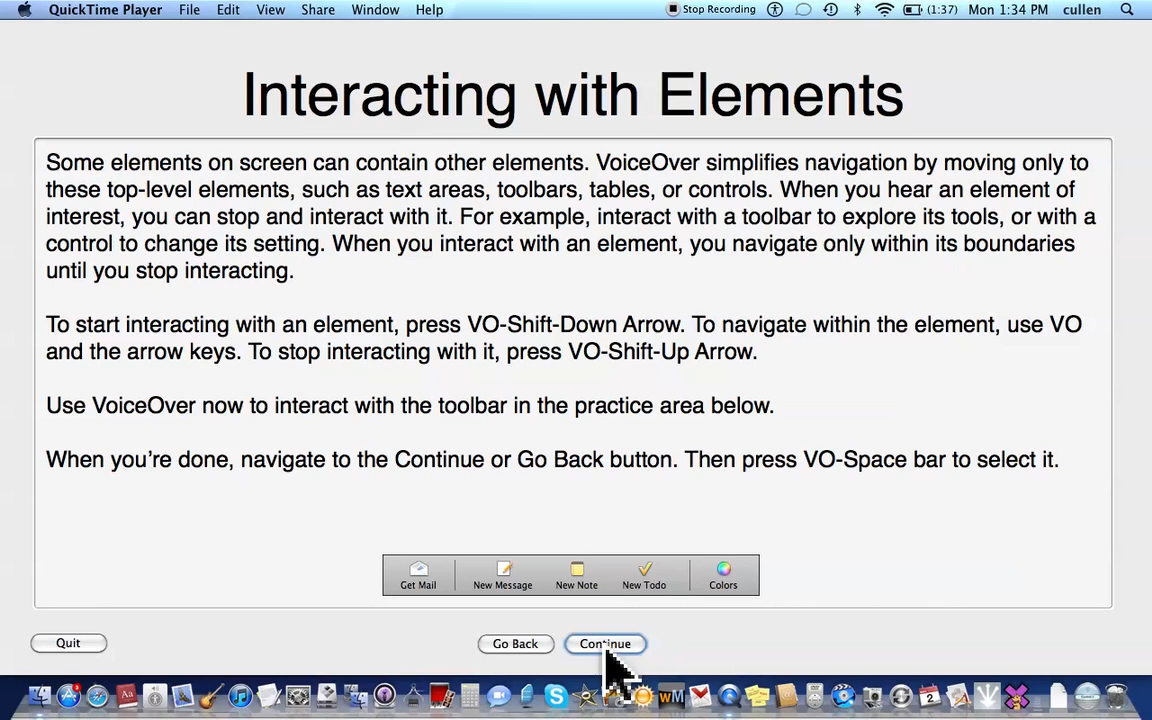 QuickTime Player File Edit View Share Window Help Stop Recording (1:37) Mon 1:34 PM cullen
Interacting with Elements
Some elements on screen can contain other elements. VoiceOver simplifies navigation by moving only to
these top-level elements, such as text areas, toolbars, tables, or controls. When you hear an element of
interest, you can stop and interact with it. For example, interact with a toolbar to explore its tools, or with a
control to change its setting. When you interact with an element, you navigate only within its boundaries
until you stop interacting.
To start interacting with an element, press VO-Shift-Down Arrow. To navigate within the element, use VO
and the arrow keys. To stop interacting with it, press VO-Shift-Up Arrow.
Use VoiceOver now to interact with the toolbar in the practice area below.
When you’re done, navigate to the Continue or Go Back button. Then press VO-Space bar to select it.
Get Mail New Message New Note New Todo Colors
Quit Go Back Continue